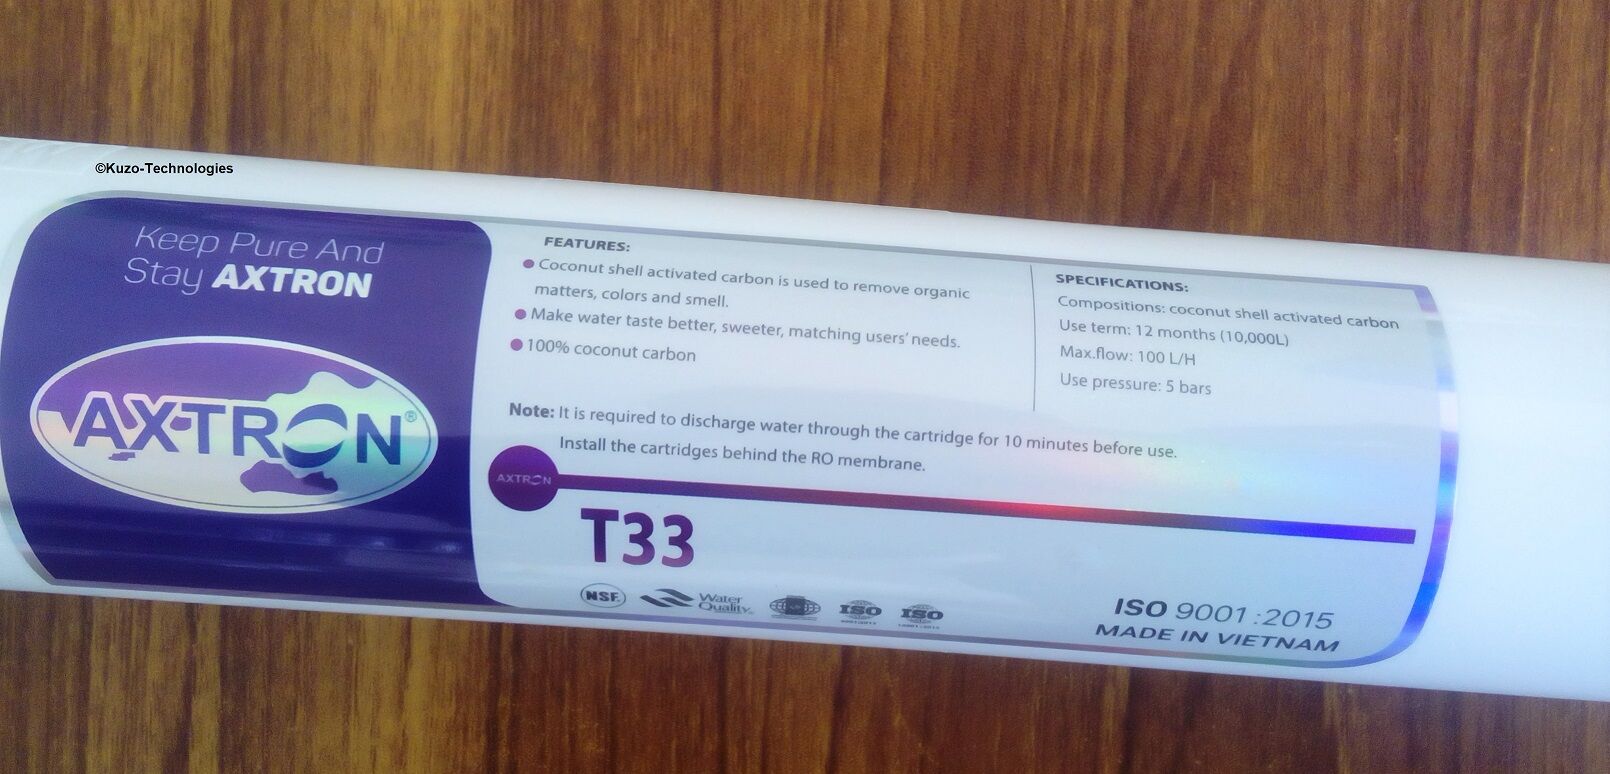 ©Kuzo-Technologies
Keep Pure And
Stay AXTRON
AXTRON®
FEATURES:
Coconut shell activated carbon is used to remove organic
matters, colors and smell.
Make water taste better, sweeter, matching users' needs.
100% coconut carbon
SPECIFICATIONS:
Compositions: coconut shell activated carbon
Use term: 12 months (10,000L)
Max.flow: 100 L/H
Use pressure: 5 bars
Note: It is required to discharge water through the cartridge for 10 minutes before use.
Install the cartridges behind the RO membrane.
AXTRON
T33
NSF.
Water
Quality
ISO
ISO
ISO 9001:2015
MADE IN VIETNAM